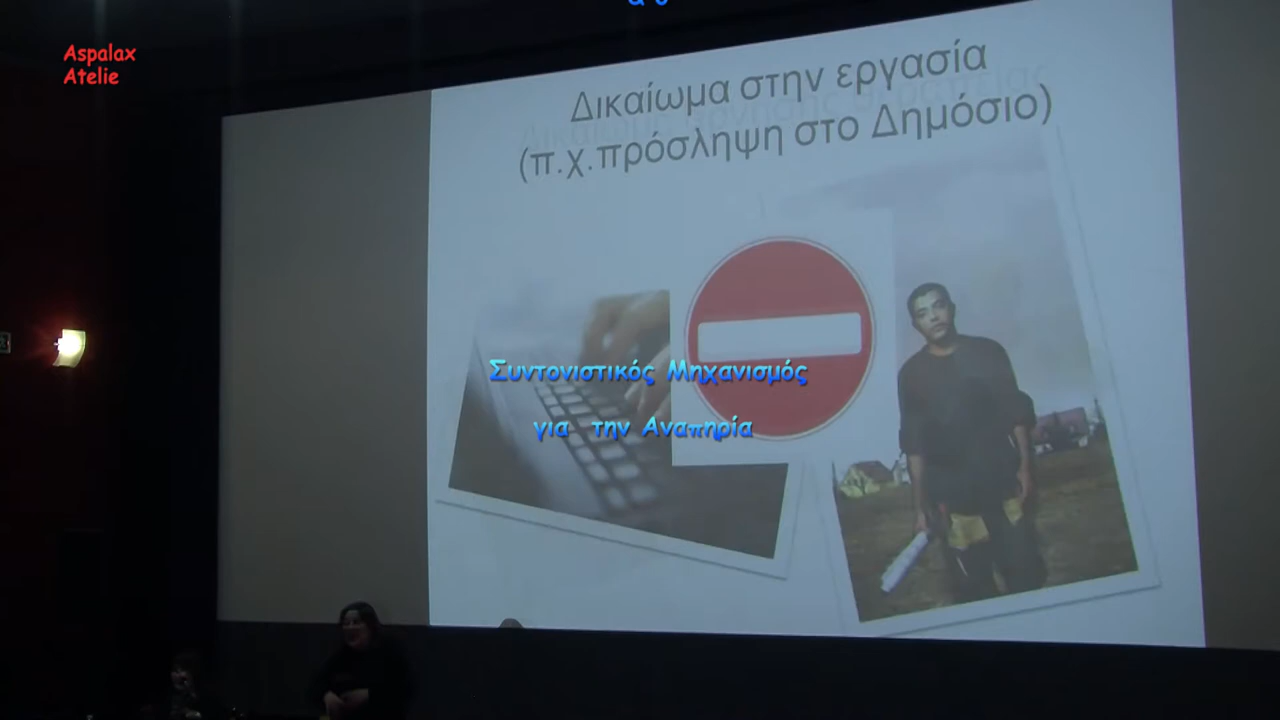 Aspalax
Atelie
Δικαίωμα στην εργασία
(π.χ.πρόσληψη στο Δημόσιο)
Συντονιστικός Μηχανισμός
για την Αναπηρία